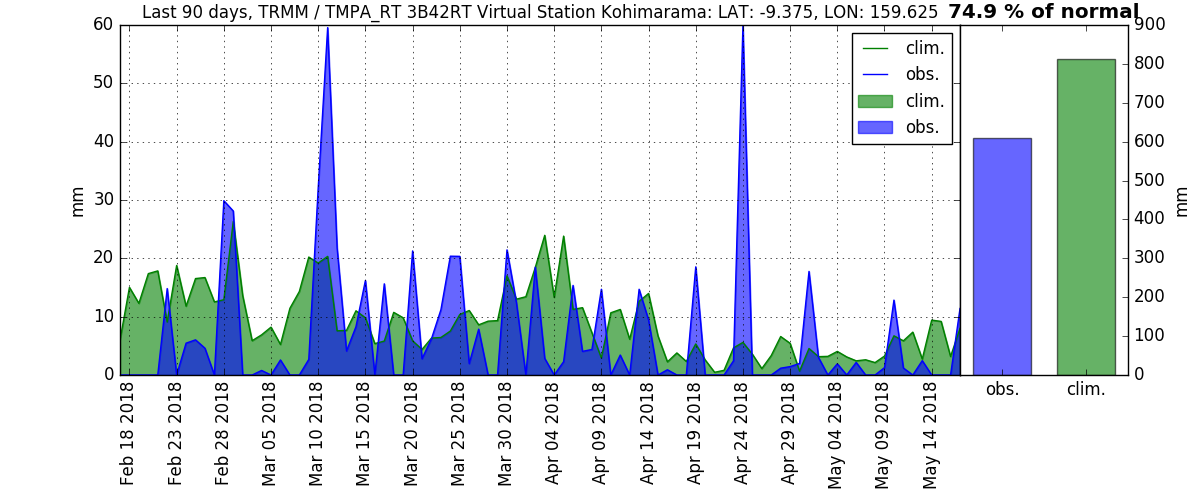 Last 90 days, TRMM / TMPA_RT 3B42RT Virtual Station Kohimarama: LAT: -9.375, LON: 159.625 74.9 % of normal
60
50
40
30
20
10
0
mm
clim.
obs.
clim.
obs.
900
800
700
600
500
400
300
200
100
0
mm
Feb 18 2018
Feb 23 2018
Feb 28 2018
Mar 05 2018
Mar 10 2018
Mar 15 2018
Mar 20 2018
Mar 25 2018
Mar 30 2018
Apr 04 2018
Apr 09 2018
Apr 14 2018
Apr 19 2018
Apr 24 2018
Apr 29 2018
May 04 2018
May 09 2018
May 14 2018
obs.
clim.